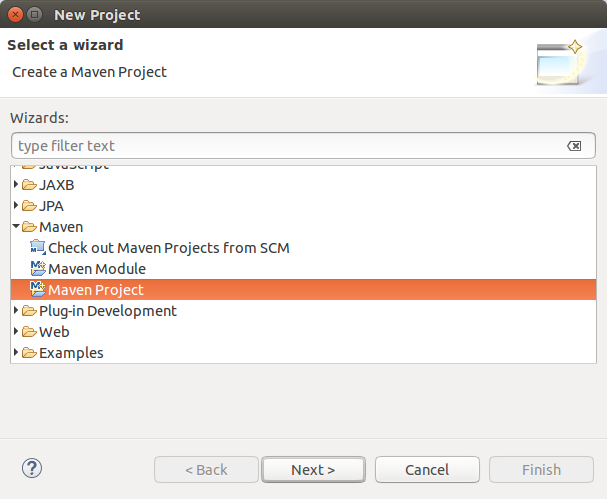 New Project
Select a wizard
Create a Maven Project
Wizards:
type filter text
JavaScript
JAXB
JPA
Maven
Check out Maven Projects from SCM
Maven Module
Maven Project
Plug-in Development
Web
Examples
? < Back Next > Cancel Finish